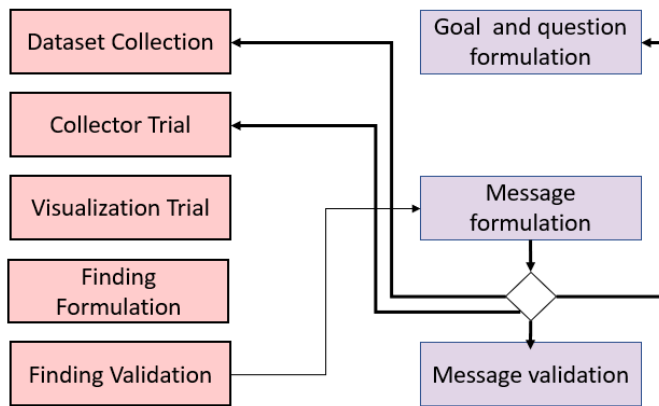 Dataset Collection
Collector Trial
Visualization Trial
Finding
Formulation
Finding Validation
Goal and question
formulation
Message
formulation
Message validation